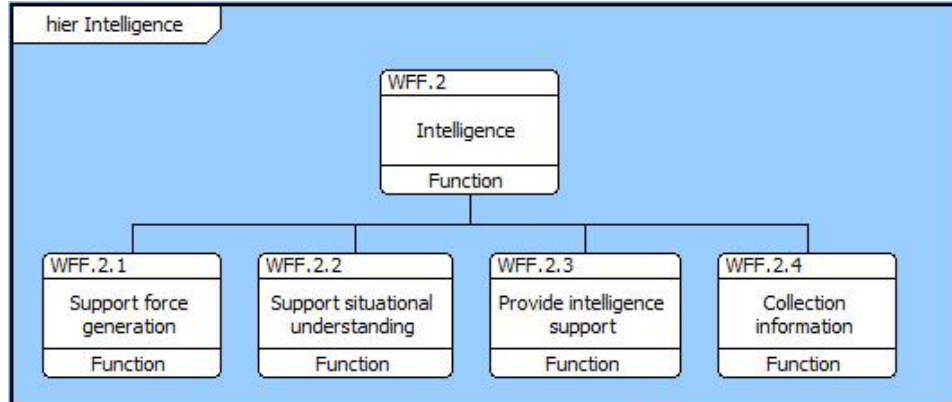 hier Intelligence
WFF.2
Intelligence
Function
WFF.2.1
Support force
generation
Function
WFF.2.2
Support situational
understanding
Function
WFF.2.3
Provide intelligence
support
Function
WFF.2.4
Collection
information
Function